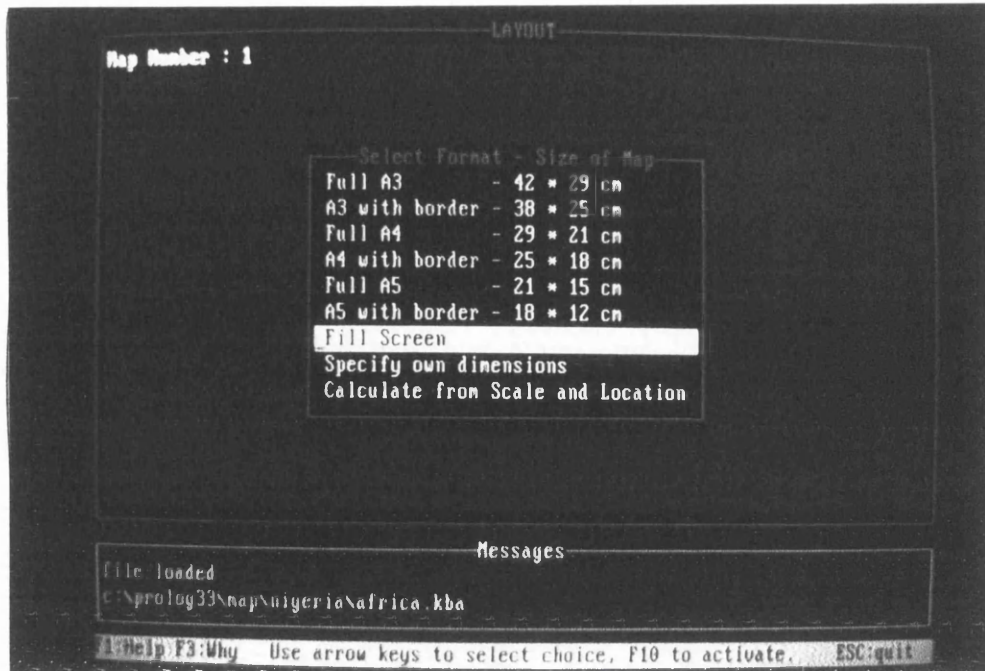 LAYOUT
Map Number : 1
Select Format - Size of Map
Full A3 - 42 * 29 cm
A3 with border - 38 * 25 cm
Full A4 - 29 * 21 cm
A4 with border - 25 * 18 cm
Full A5 - 21 * 15 cm
A5 with border - 18 * 12 cm
Fill Screen
Specify own dimensions
Calculate from Scale and Location
Messages
file loaded
c:\prolog33\map\nigeria\africa.kba
F1:Help F3:Why Use arrow keys to select choice, F10 to activate. ESC:quit